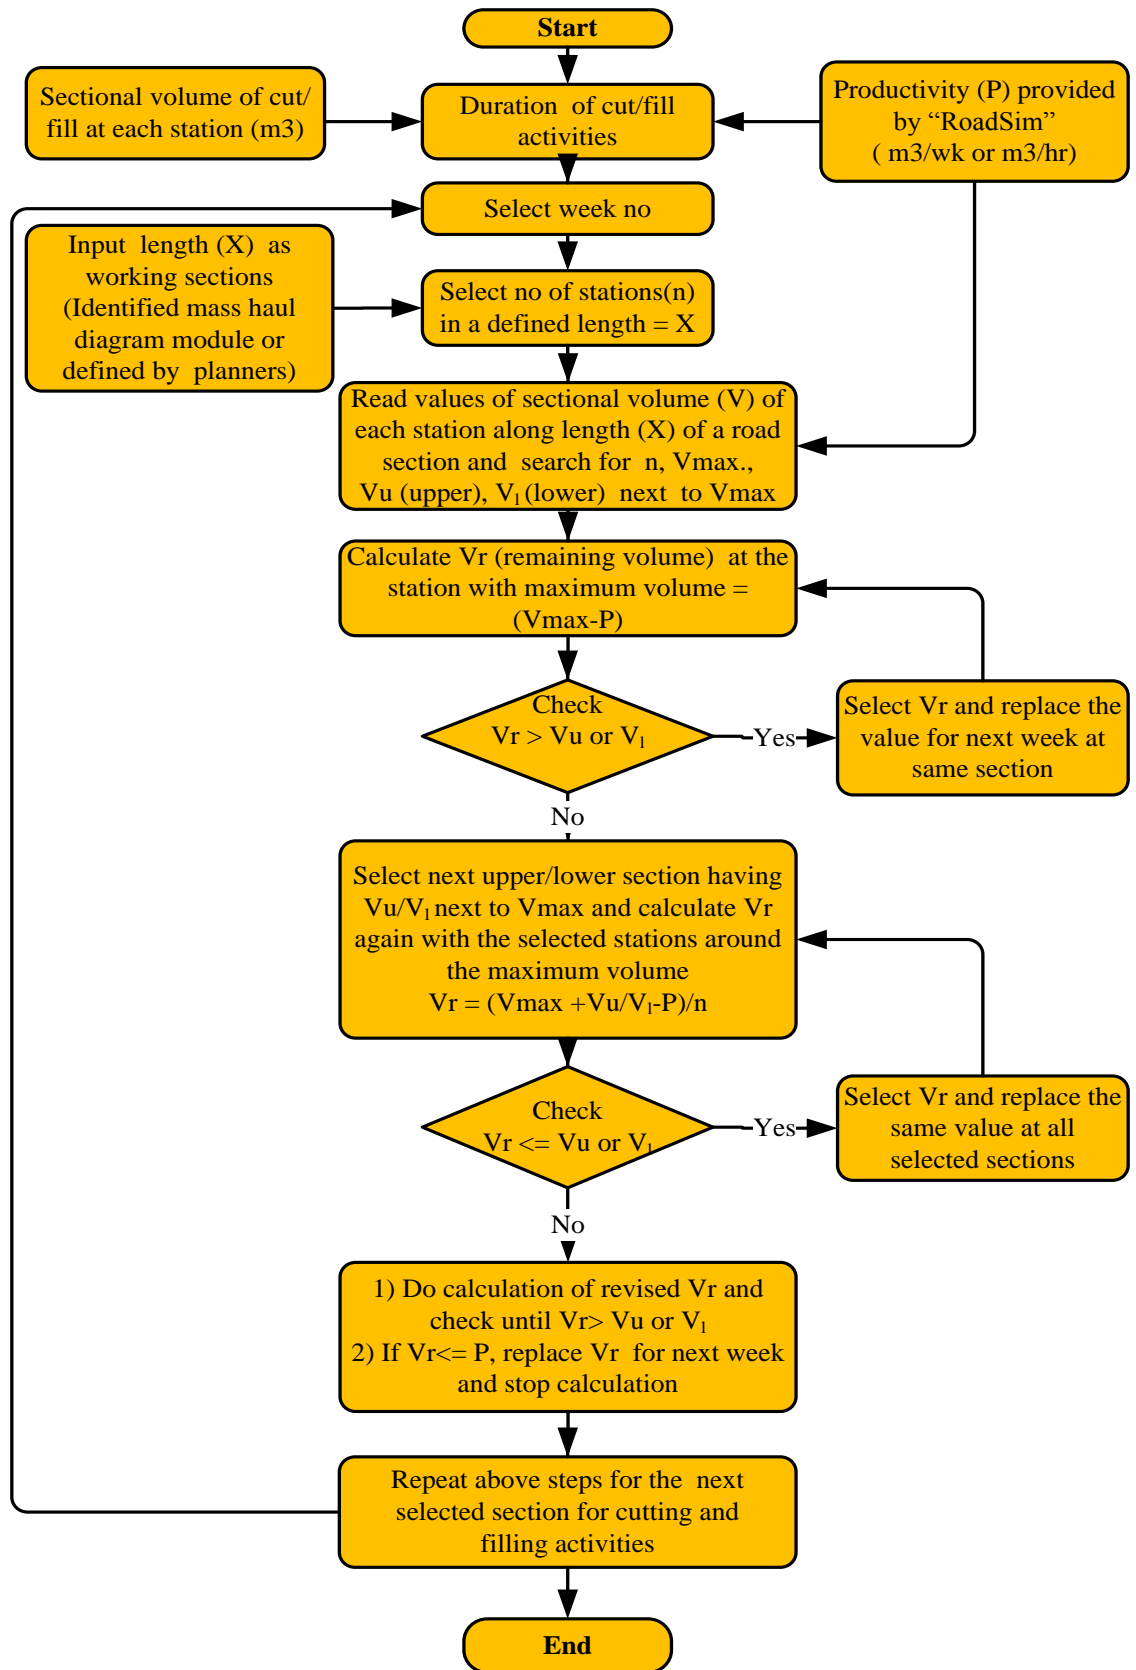 Start
Sectional volume of cut/
fill at each station (m3)
Duration  of cut/fill
activities
Productivity (P) provided
by “RoadSim”
( m3/wk or m3/hr)
Select week no
Input  length (X)  as
working sections
(Identified mass haul
diagram module or
defined by  planners)
Select no of stations(n)
in a defined length = X
Read values of sectional volume (V) of
each station along length (X) of a road
section and  search for  n, Vmax.,
Vu (upper), Vl (lower)  next  to Vmax
Calculate Vr (remaining volume)  at the
station with maximum volume =
(Vmax-P)
Check
Vr > Vu or Vl
Yes
Select Vr and replace the
value for next week at
same section
No
Select next upper/lower section having
Vu/Vl next to Vmax and calculate Vr
again with the selected stations around
the maximum volume
Vr = (Vmax +Vu/Vl-P)/n
Check
Vr <= Vu or Vl
Yes
Select Vr and replace the
same value at all
selected sections
No
1) Do calculation of revised Vr and
check until Vr> Vu or Vl
2) If Vr<= P, replace Vr  for next week
and stop calculation
Repeat above steps for the  next
selected section for cutting and
filling activities
End